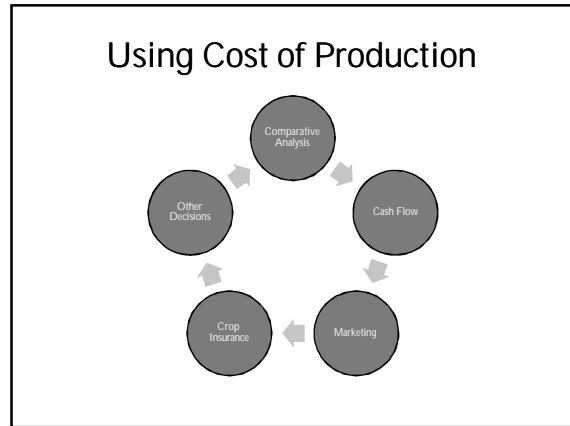 Using Cost of Production
Comparative
Analysis
Cash Flow
Marketing
Crop
Insurance
Other
Decisions